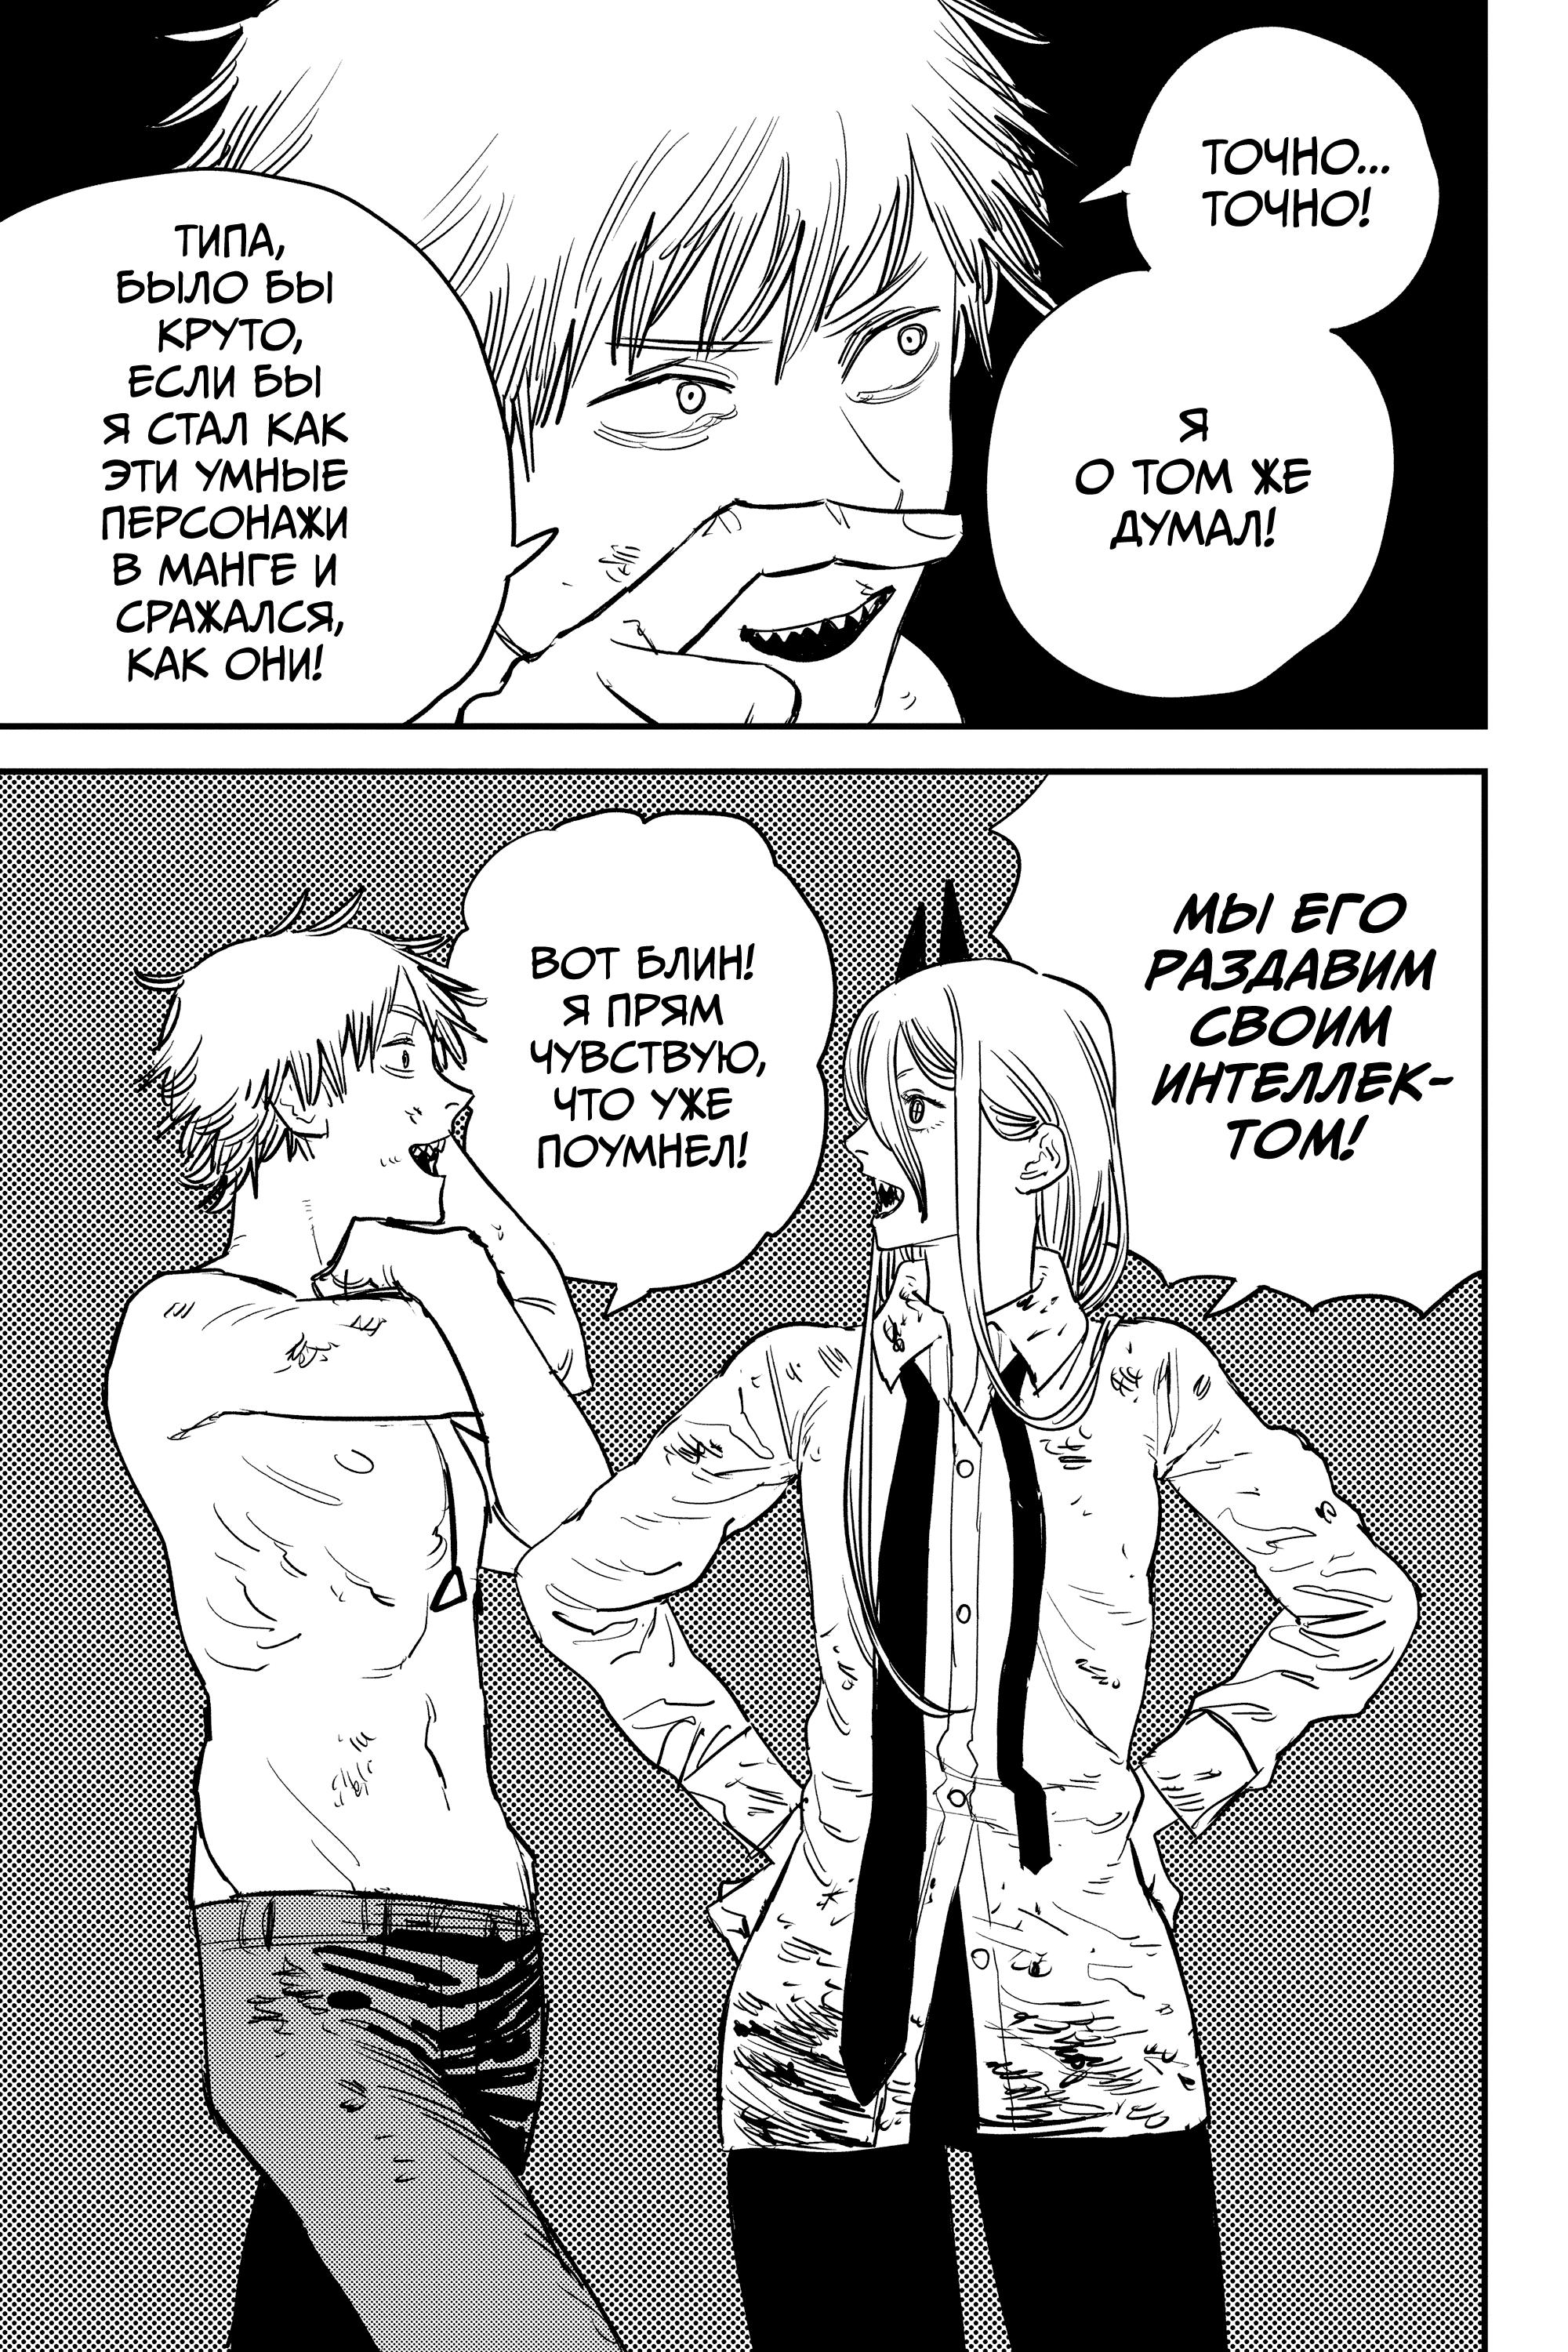 ТОЧНО...
ТОЧНО!
Я
О ТОМ ЖЕ
ДУМАЛ!
ТИПА,
БЫЛО БЫ
КРУТО,
ЕСЛИ БЫ
Я СТАЛ КАК
ЭТИ УМНЫЕ
ПЕРСОНАЖИ
В МАНГЕ И
СРАЖАЛСЯ,
КАК ОНИ!
МЫ ЕГО
РАЗДАВИМ
СВОИМ
ИНТЕЛЛЕК-
ТОМ!
ВОТ БЛИН!
Я ПРЯМ
ЧУВСТВУЮ,
ЧТО УЖЕ
ПОУМНЕЛ!